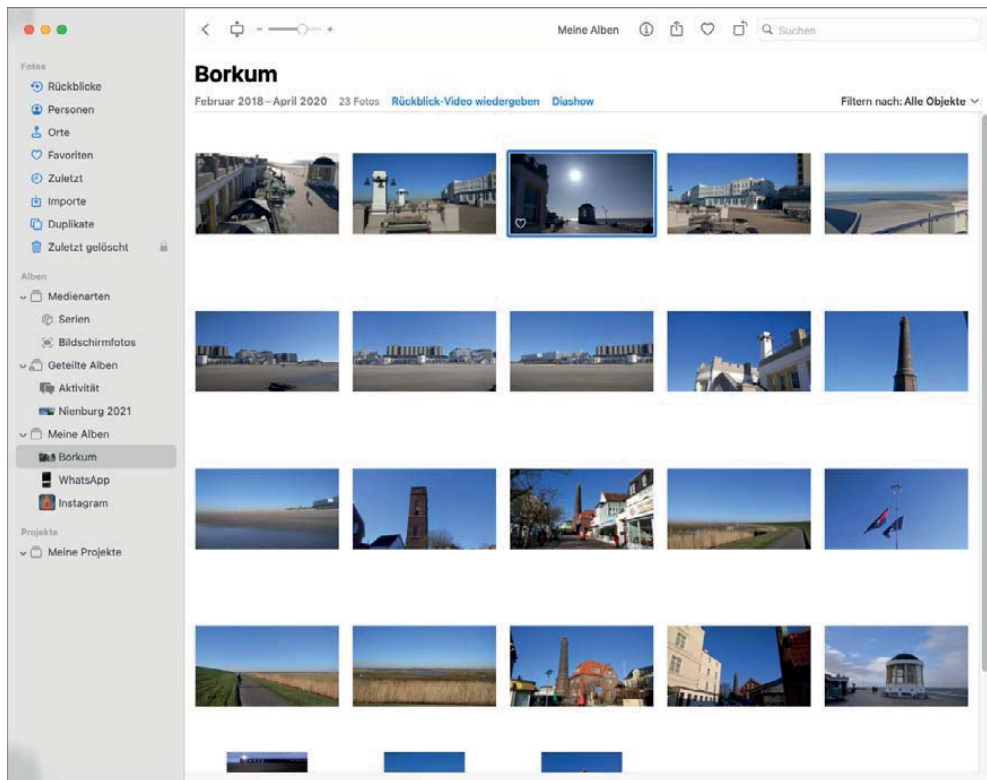 Meine Alben
Suchen
Fotos
Rückblicke
Personen
Orte
Favoriten
Zuletzt
Importe
Duplikate
Zuletzt gelöscht
Alben
Medienarten
Serien
Bildschirmfotos
Geteilte Alben
Aktivität
Nienburg 2021
Meine Alben
Borkum
WhatsApp
Instagram
Projekte
Meine Projekte
Borkum
Februar 2018–April 2020 23 Fotos Rückblick-Video wiedergeben Diashow Filtern nach: Alle Objekte